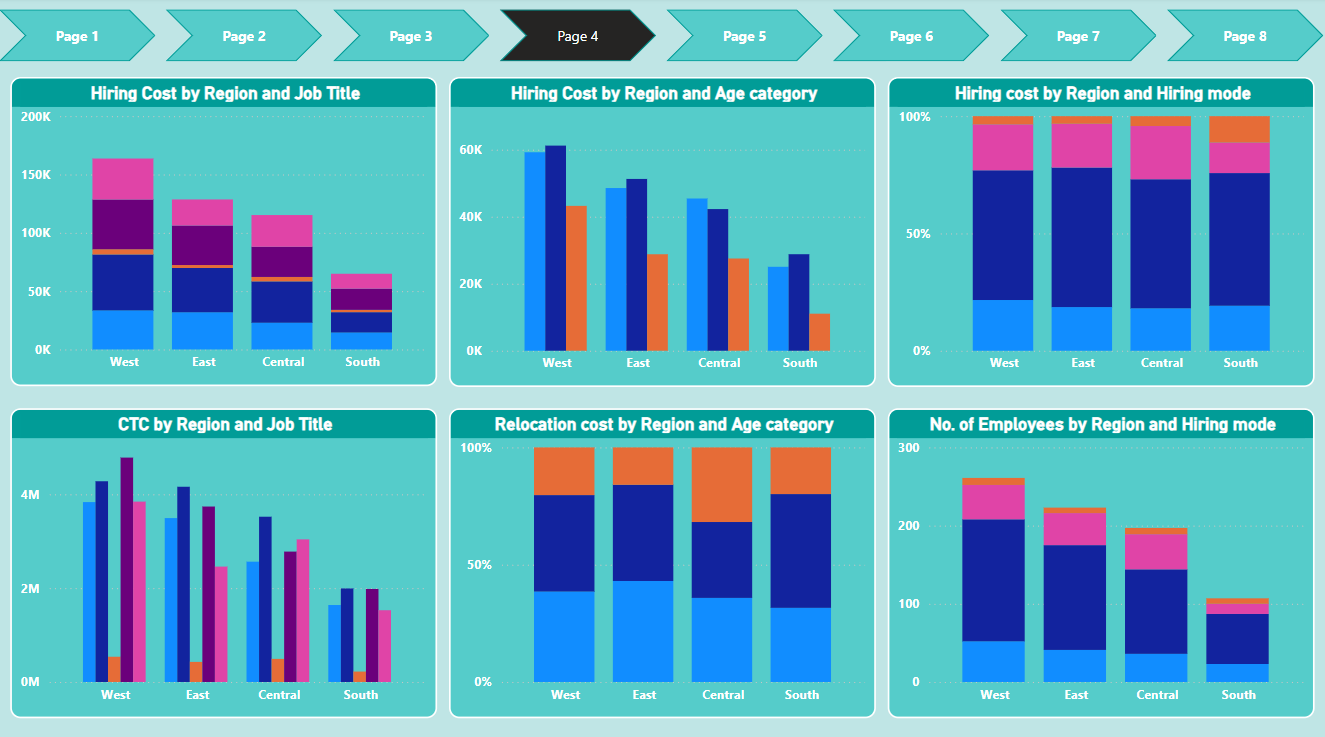 Page 1 Page 2 Page 3 Page 4 Page 5 Page 6 Page 7 Page 8
Hiring Cost by Region and Job Title
200K
150K
100K
50K
0K
West East Central South
Hiring Cost by Region and Age category
60K
40K
20K
0K
West East Central South
Hiring cost by Region and Hiring mode
100%
50%
0%
West East Central South
CTC by Region and Job Title
4M
2M
0M
West East Central South
Relocation cost by Region and Age category
100%
50%
0%
West East Central South
No. of Employees by Region and Hiring mode
300
200
100
0
West East Central South